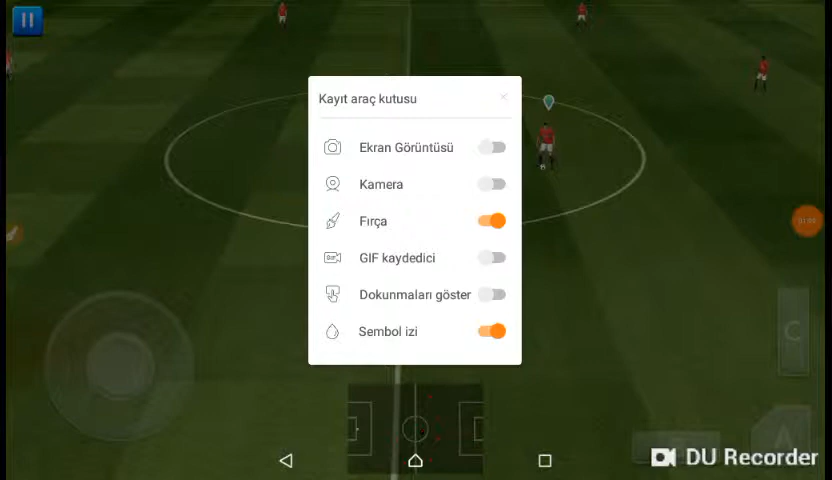 Kayıt araç kutusu
Ekran Görüntüsü
Kamera
Fırça
GIF kaydedici
Dokunmaları göster
Sembol izi
C
A
DU Recorder